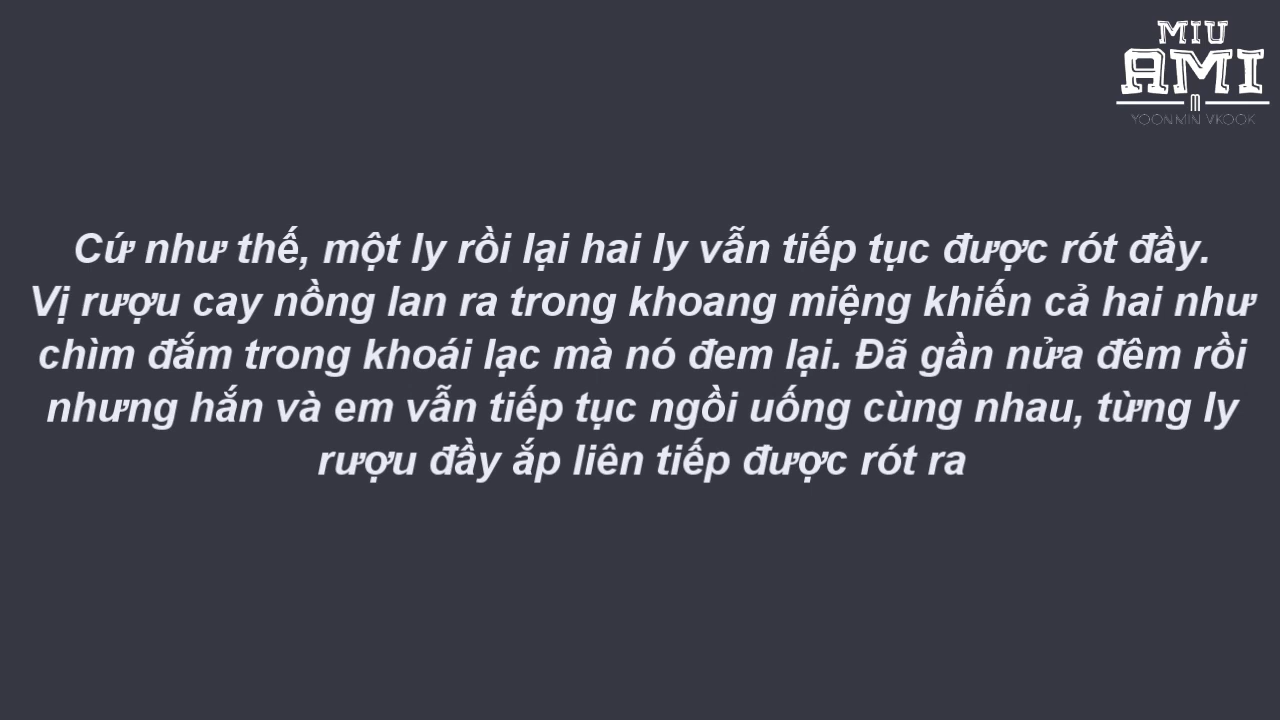 MIU
AMI
M
YOONMIN VKOOK
Cứ như thế, một ly rồi lại hai ly vẫn tiếp tục được rót đầy.
Vị rượu cay nồng lan ra trong khoang miệng khiến cả hai như
chìm đắm trong khoái lạc mà nó đem lại. Đã gần nửa đêm rồi
nhưng hắn và em vẫn tiếp tục ngồi uống cùng nhau, từng ly
rượu đầy ắp liên tiếp được rót ra